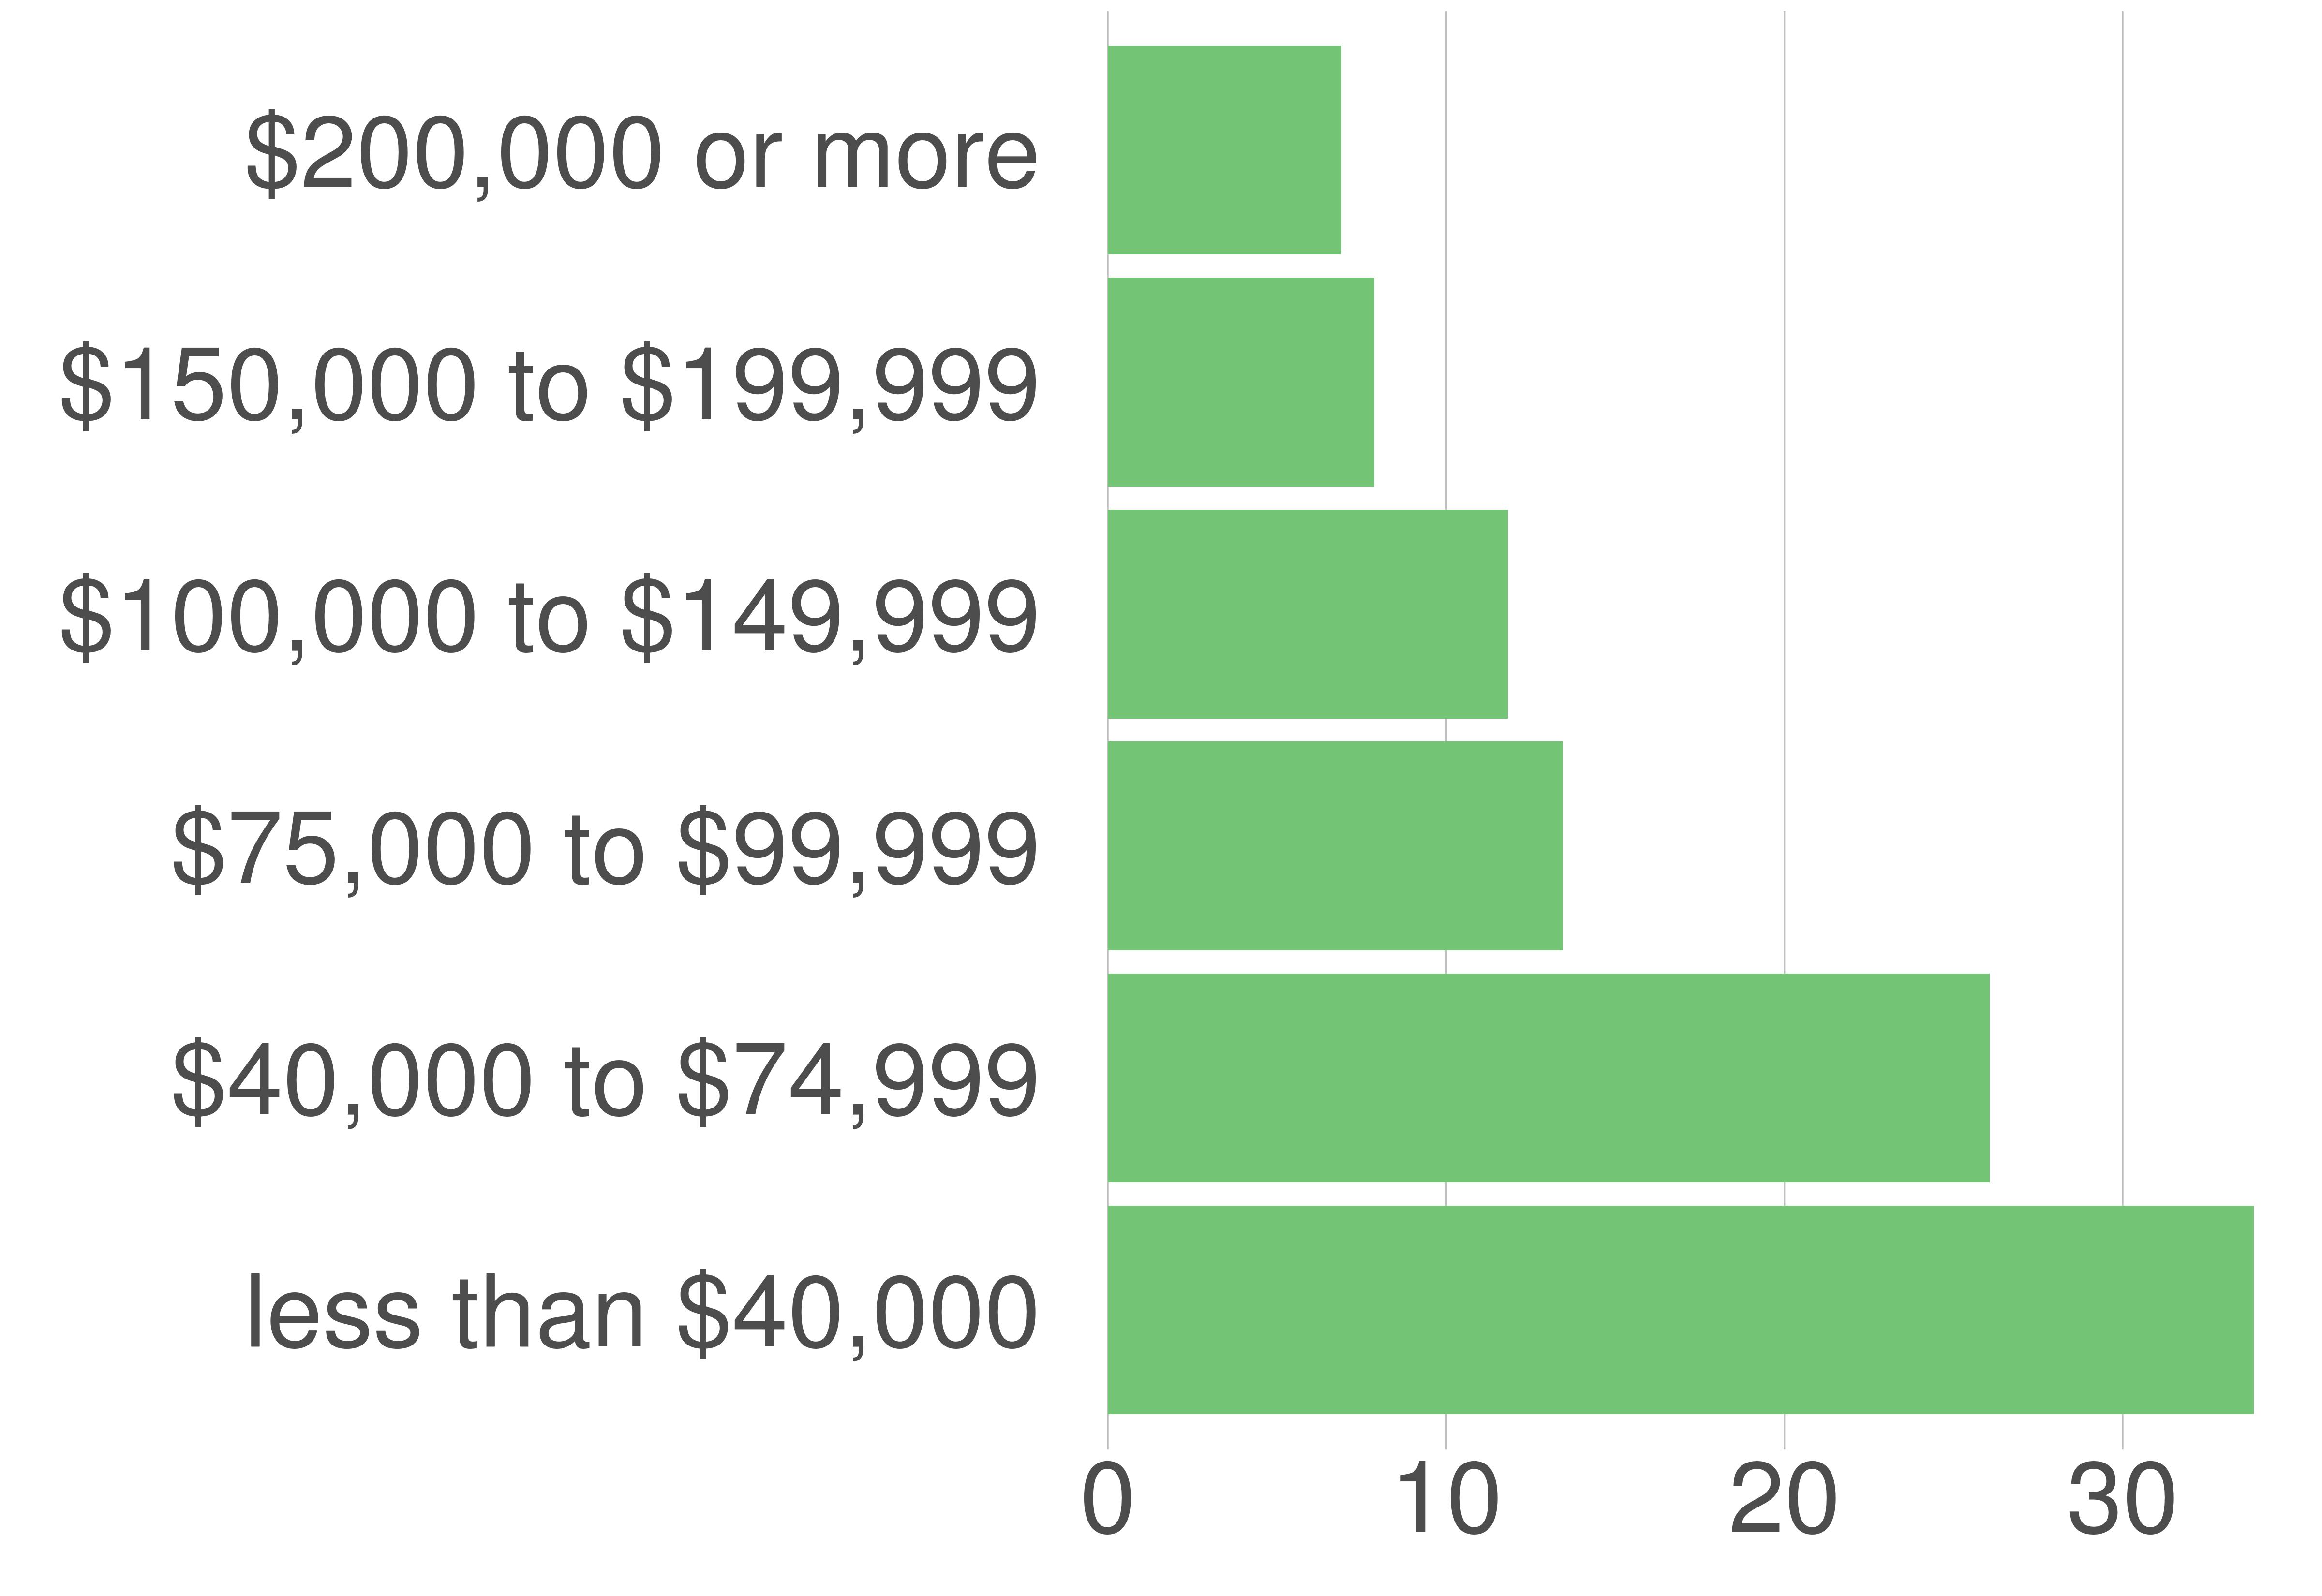 $200,000 or more
$150,000 to $199,999
$100,000 to $149,999
$75,000 to $99,999
$40,000 to $74,999
less than $40,000
0 10 20 30